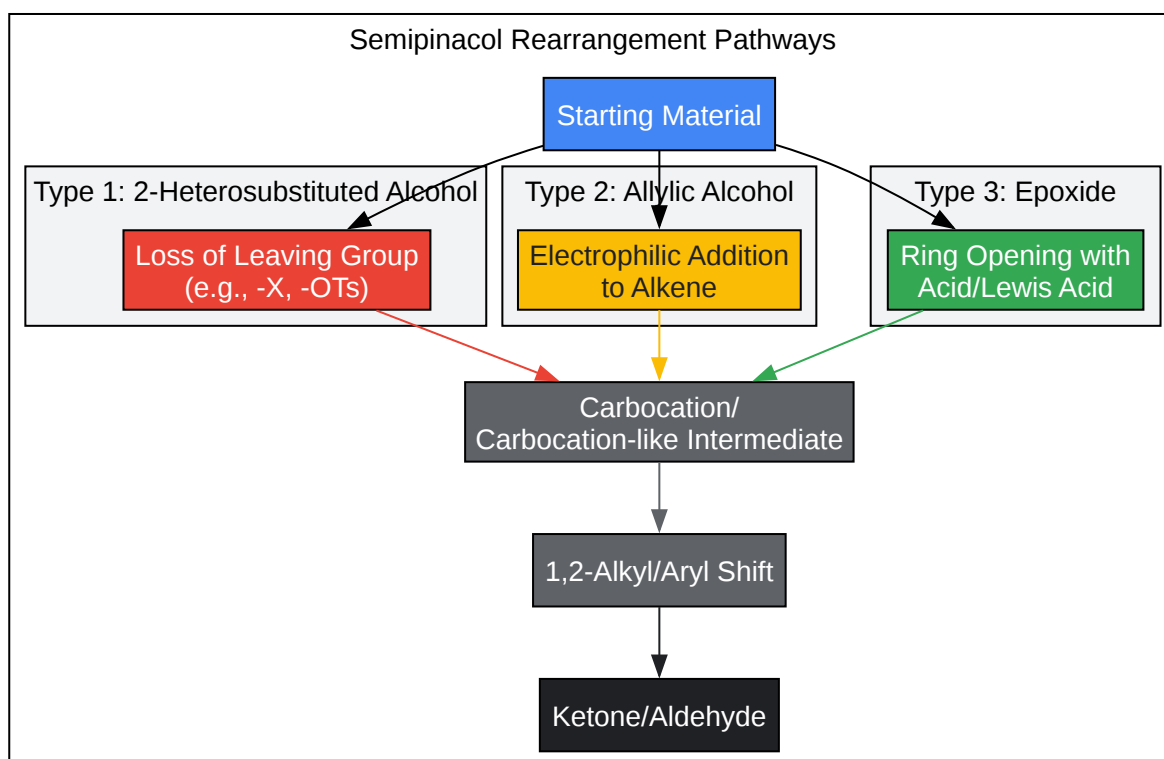 Semipinacol Rearrangement Pathways
Starting Material
Type 1: 2-Heterosubstituted Alcohol
Loss of Leaving Group
(e.g., -X, -OTs)
Type 2: Allylic Alcohol
Electrophilic Addition
to Alkene
Type 3: Epoxide
Ring Opening with
Acid/Lewis Acid
Carbocation/
Carbocation-like Intermediate
1,2-Alkyl/Aryl Shift
Ketone/Aldehyde